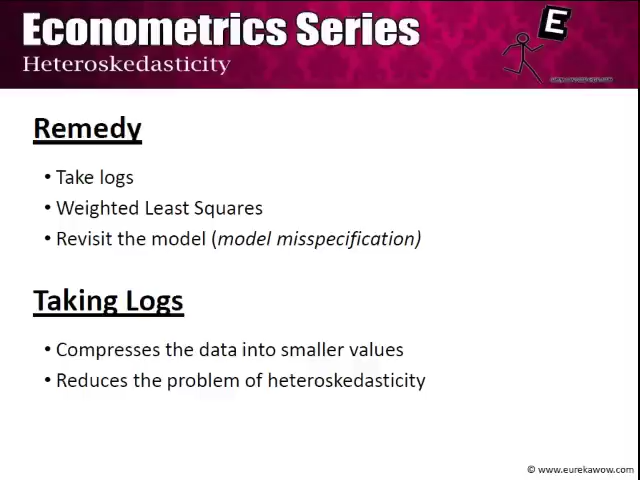 Econometrics Series
Heteroskedasticity
E
Remedy
• Take logs
• Weighted Least Squares
• Revisit the model (model misspecification)
Taking Logs
• Compresses the data into smaller values
• Reduces the problem of heteroskedasticity
© www.eurekawow.com